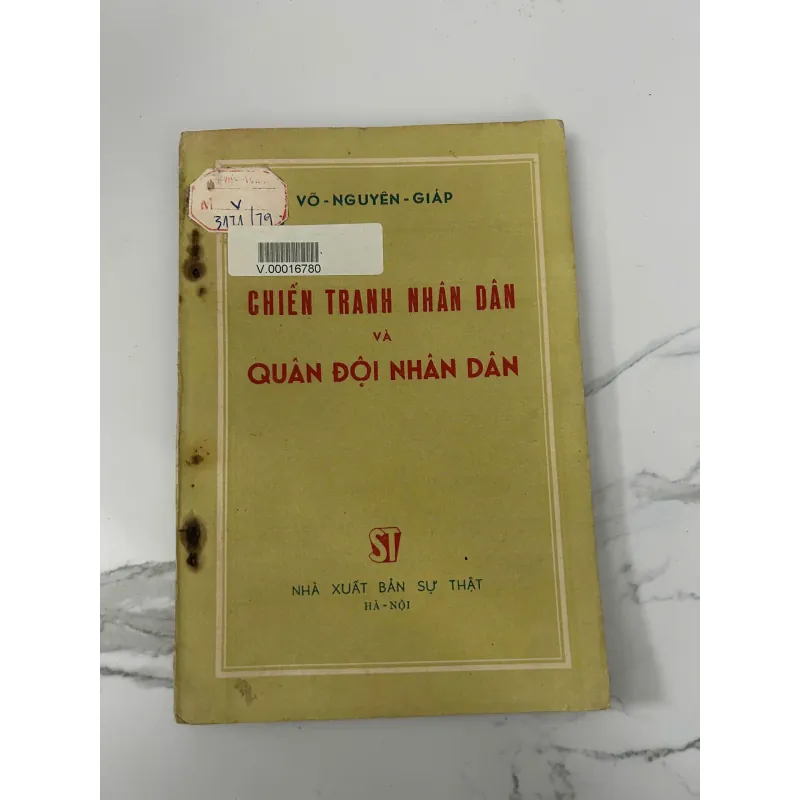 VÕ-NGUYÊN-GIÁP
V
3171/79
V.00016780
CHIẾN TRANH NHÂN DÂN
VÀ
QUÂN ĐỘI NHÂN DÂN
ST
NHÀ XUẤT BẢN SỰ THẬT
HÀ-NỘI